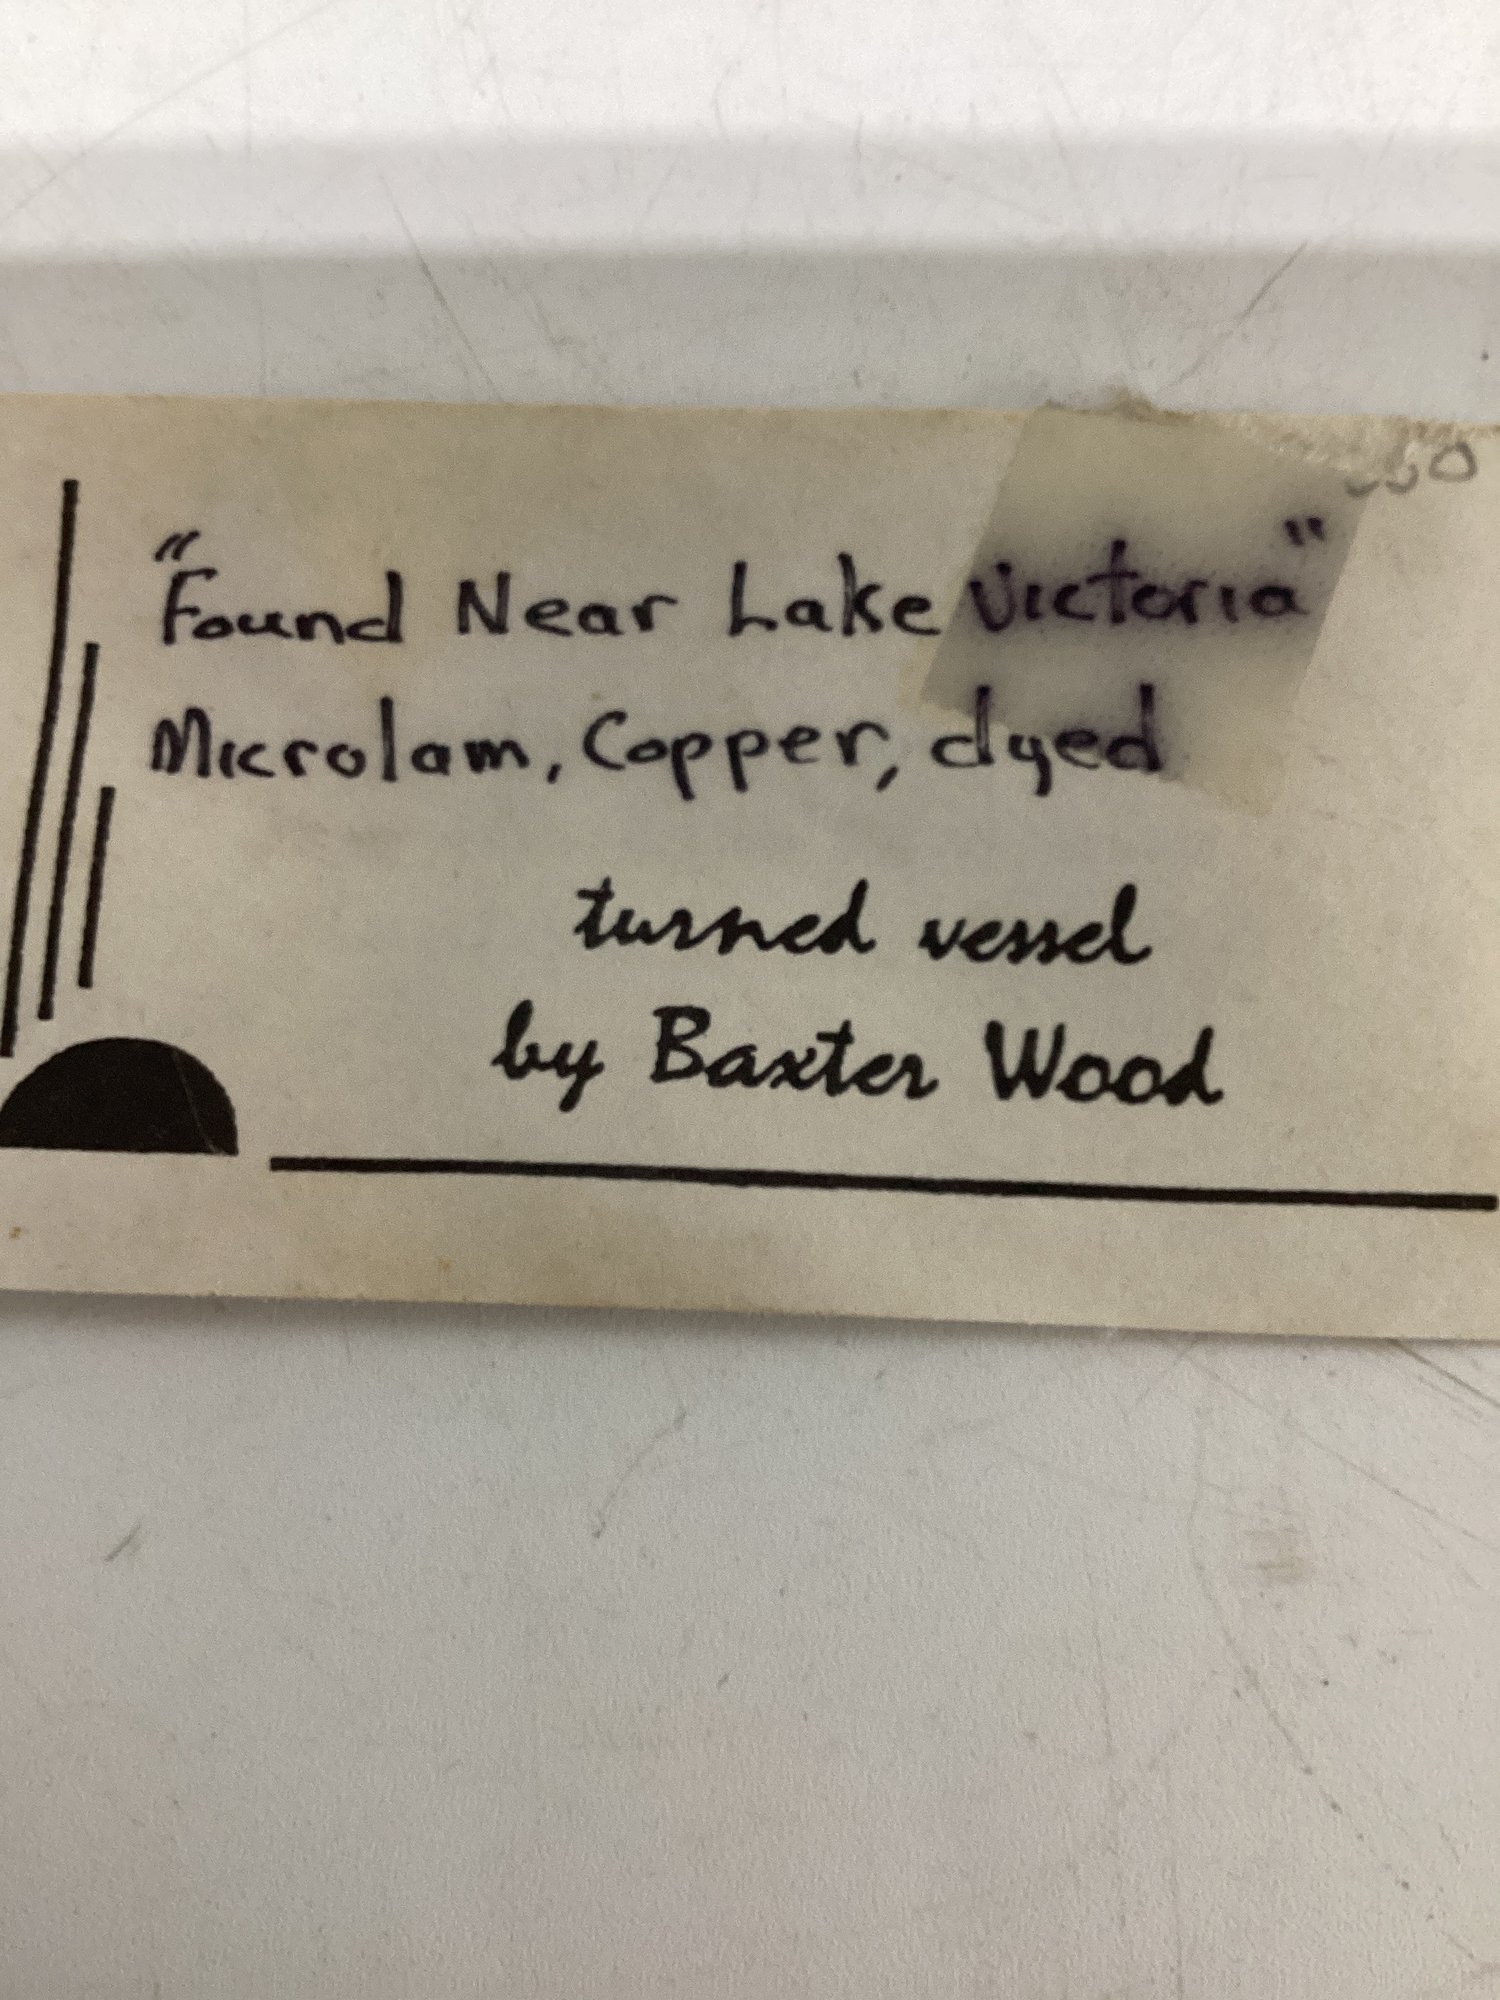 "Found Near Lake Victoria"
Microlam, Copper, dyed
turned vessel
by Baxter Wood